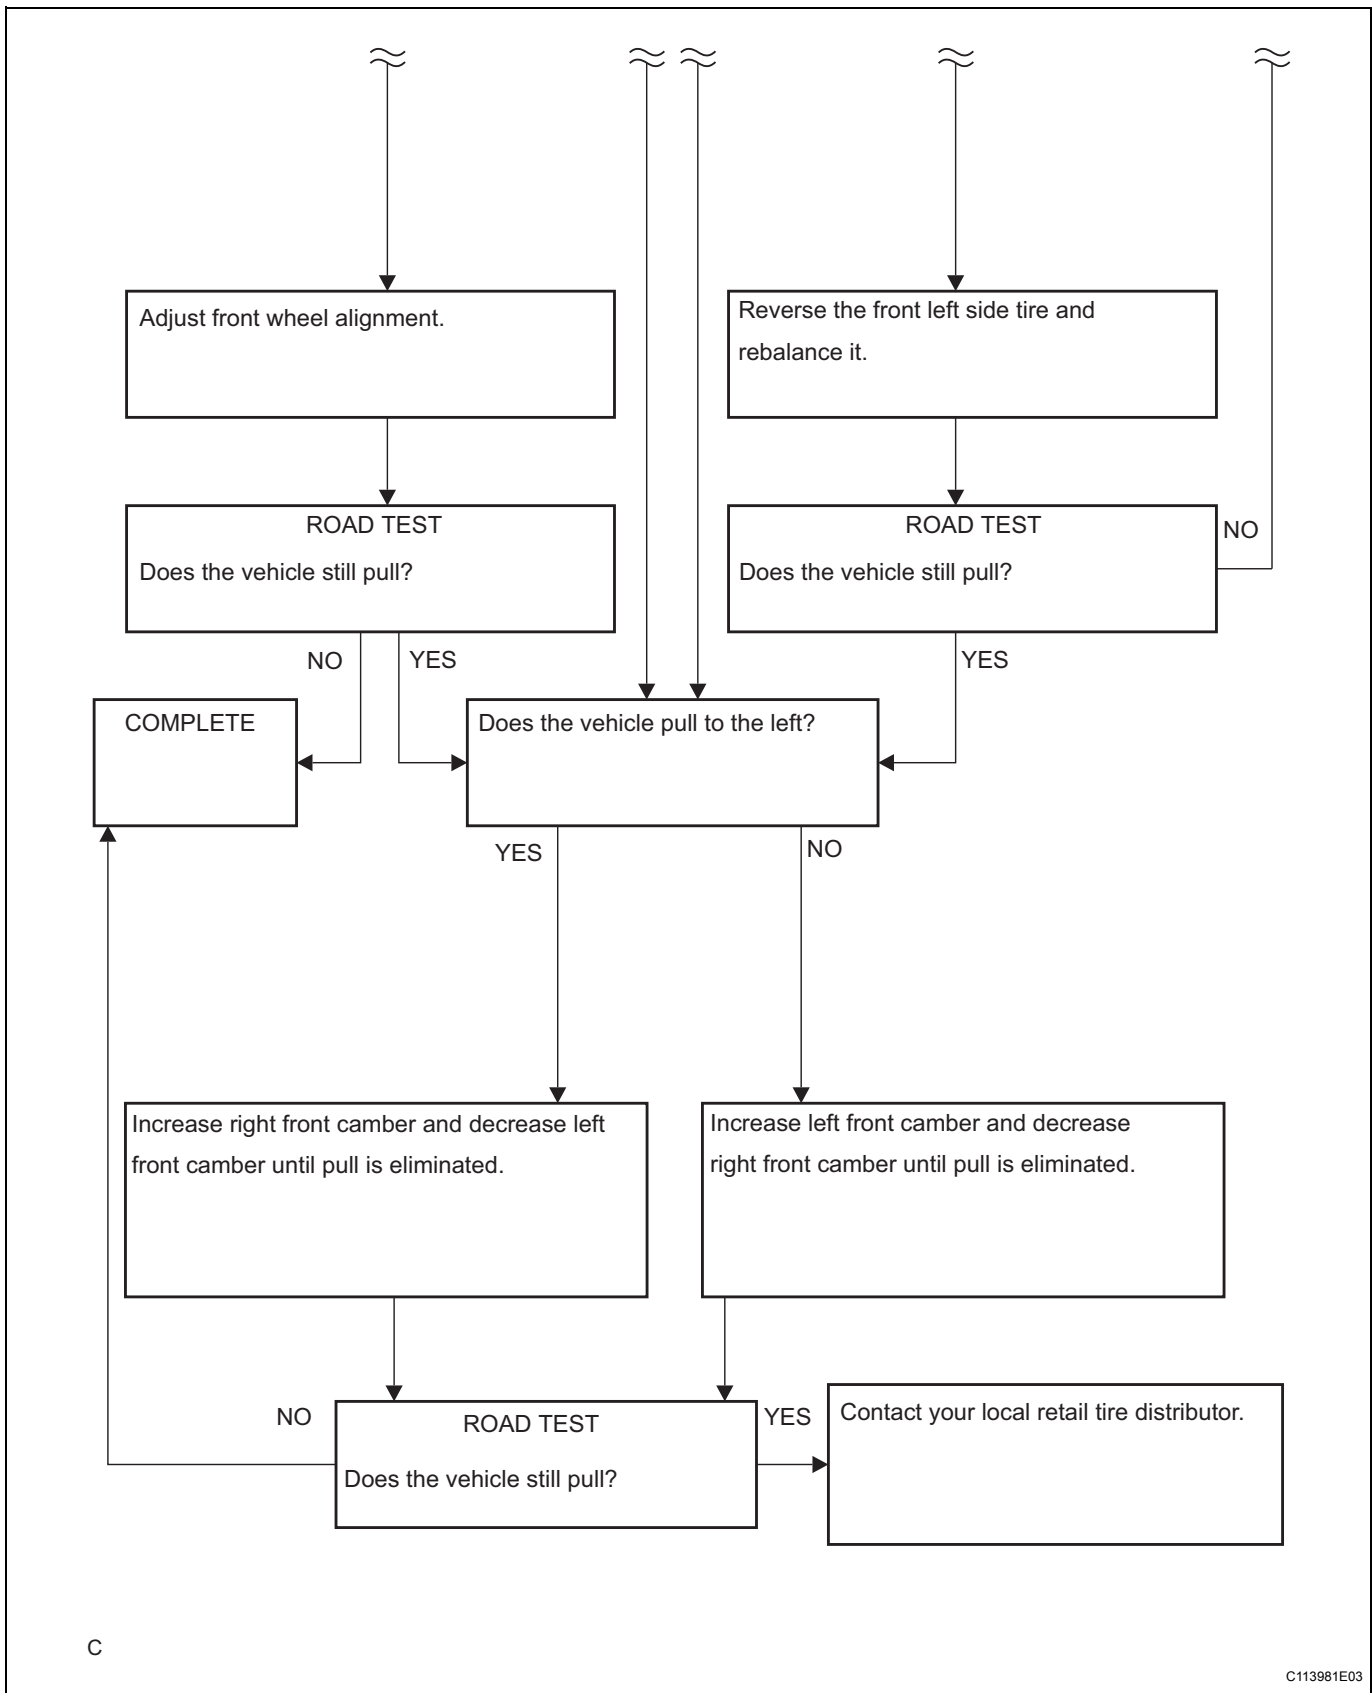 Adjust front wheel alignment.
Reverse the front left side tire and
rebalance it.
ROAD TEST
Does the vehicle still pull?
ROAD TEST
Does the vehicle still pull?
NO
NO
YES
YES
COMPLETE
Does the vehicle pull to the left?
YES
NO
Increase right front camber and decrease left
front camber until pull is eliminated.
Increase left front camber and decrease
right front camber until pull is eliminated.
NO
ROAD TEST
Does the vehicle still pull?
YES
Contact your local retail tire distributor.
C
C113981E03